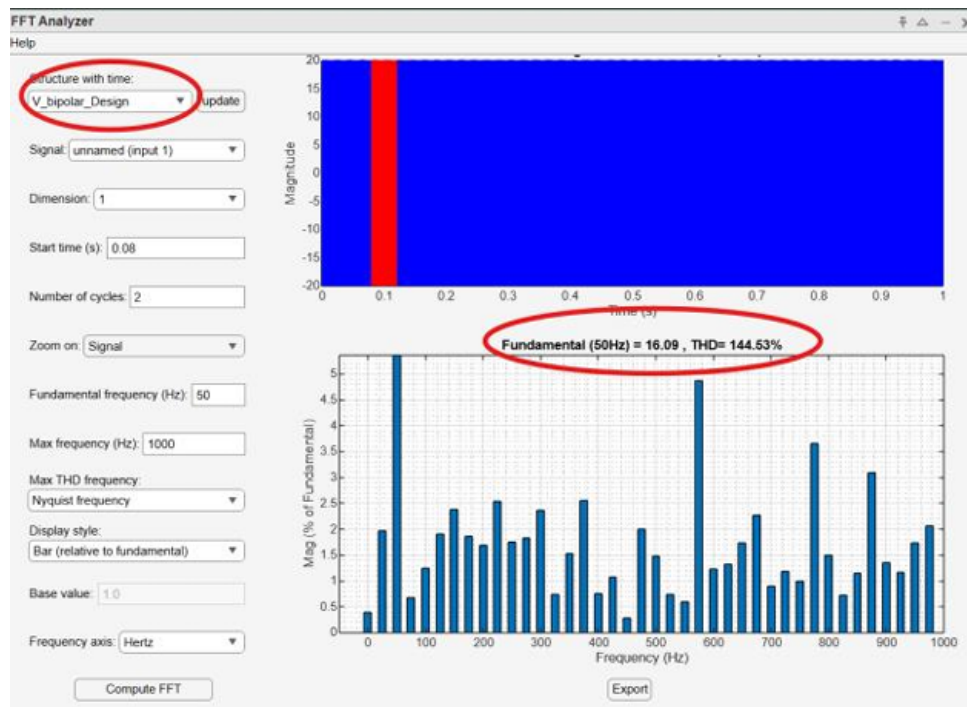 FFT Analyzer
Help
Structure with time:
V_bipolar_Design
update
Signal: unnamed (input 1)
Dimension: 1
Start time (s): 0.08
Number of cycles: 2
Zoom on: Signal
Fundamental frequency (Hz): 50
Max frequency (Hz): 1000
Max THD frequency:
Nyquist frequency
Display style:
Bar (relative to fundamental)
Base value: 1.0
Frequency axis: Hertz
Compute FFT
20
10
5
0
-5
-10
-15
-20
Magnitude
0 0.1 0.2 0.3 0.4 0.5 0.6 0.7 0.8 0.9 1
Time (s)
Fundamental (50Hz) = 16.09 , THD= 144.53%
5
4.5
4
3.5
3
2.5
2
1.5
1
0.5
0
Mag (% of Fundamental)
0 100 200 300 400 500 600 700 800 900 1000
Frequency (Hz)
Export